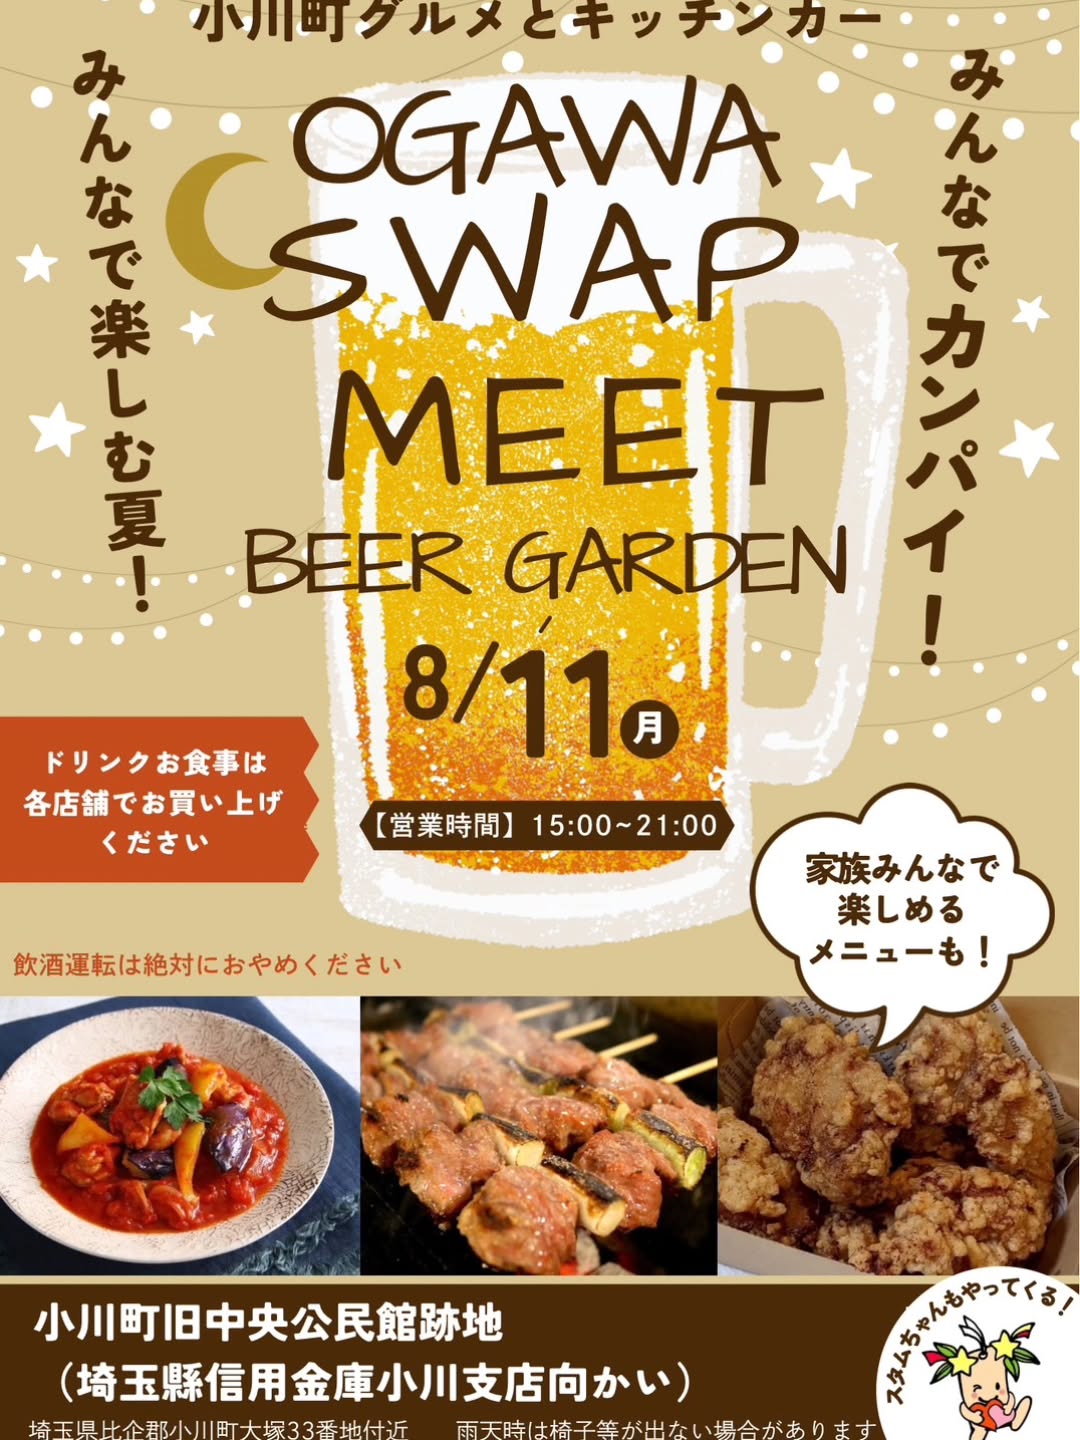 小川町グルメとキッチンカー
みんなで楽しむ夏!
みんなでカンパイ!
OGAWA
SWAP
MEET
BEER GARDEN
8/11月
【営業時間】15:00~21:00
ドリンクお食事は
各店舗でお買い上げ
ください
家族みんなで
楽しめる
メニューも!
飲酒運転は絶対におやめください
小川町旧中央公民館跡地
(埼玉縣信用金庫小川支店向かい)
埼玉県比企郡小川町大塚33番地付近
雨天時は椅子等が出ない場合があります
スタムちゃんもやってくる!